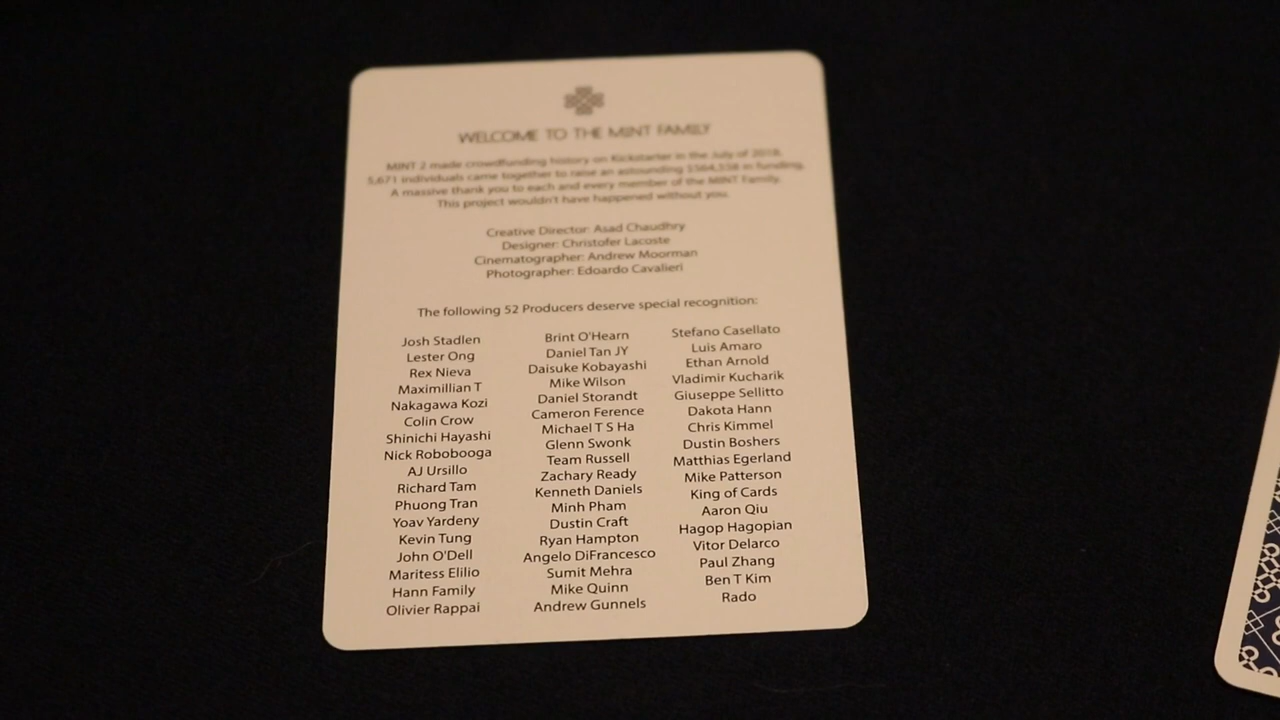 WELCOME TO THE MINT FAMILY
MINT 2 made crowdfunding history on Kickstarter in the July of 2018.
5,671 individuals came together to raise an astounding in funding.
A massive thank you to each and every member of the MINT Family.
This project wouldn't have happened without you.
Creative Director: Asad Chaudhry
Designer: Christofer Lacoste
Cinematographer: Andrew Moorman
Photographer: Edoardo Cavalieri
The following 52 Producers deserve special recognition:
Josh Stadlen
Lester Ong
Rex Nieva
Maximillian T
Nakagawa Kozi
Colin Crow
Shinichi Hayashi
Nick Robobooga
AJ Ursillo
Richard Tam
Phuong Tran
Yoav Yardeny
Kevin Tung
John O'Dell
Maritess Elilio
Hann Family
Olivier Rappai
Brint O'Hearn
Daniel Tan JY
Daisuke Kobayashi
Mike Wilson
Daniel Storandt
Cameron Ference
Michael T S Ha
Glenn Swonk
Team Russell
Zachary Ready
Kenneth Daniels
Minh Pham
Dustin Craft
Ryan Hampton
Angelo DiFrancesco
Sumit Mehra
Mike Quinn
Andrew Gunnels
Stefano Casellato
Luis Amaro
Ethan Arnold
Vladimir Kucharik
Giuseppe Sellitto
Dakota Hann
Chris Kimmel
Dustin Boshers
Matthias Egerland
Mike Patterson
King of Cards
Aaron Qiu
Hagop Hagopian
Vitor Delarco
Paul Zhang
Ben T Kim
Rado